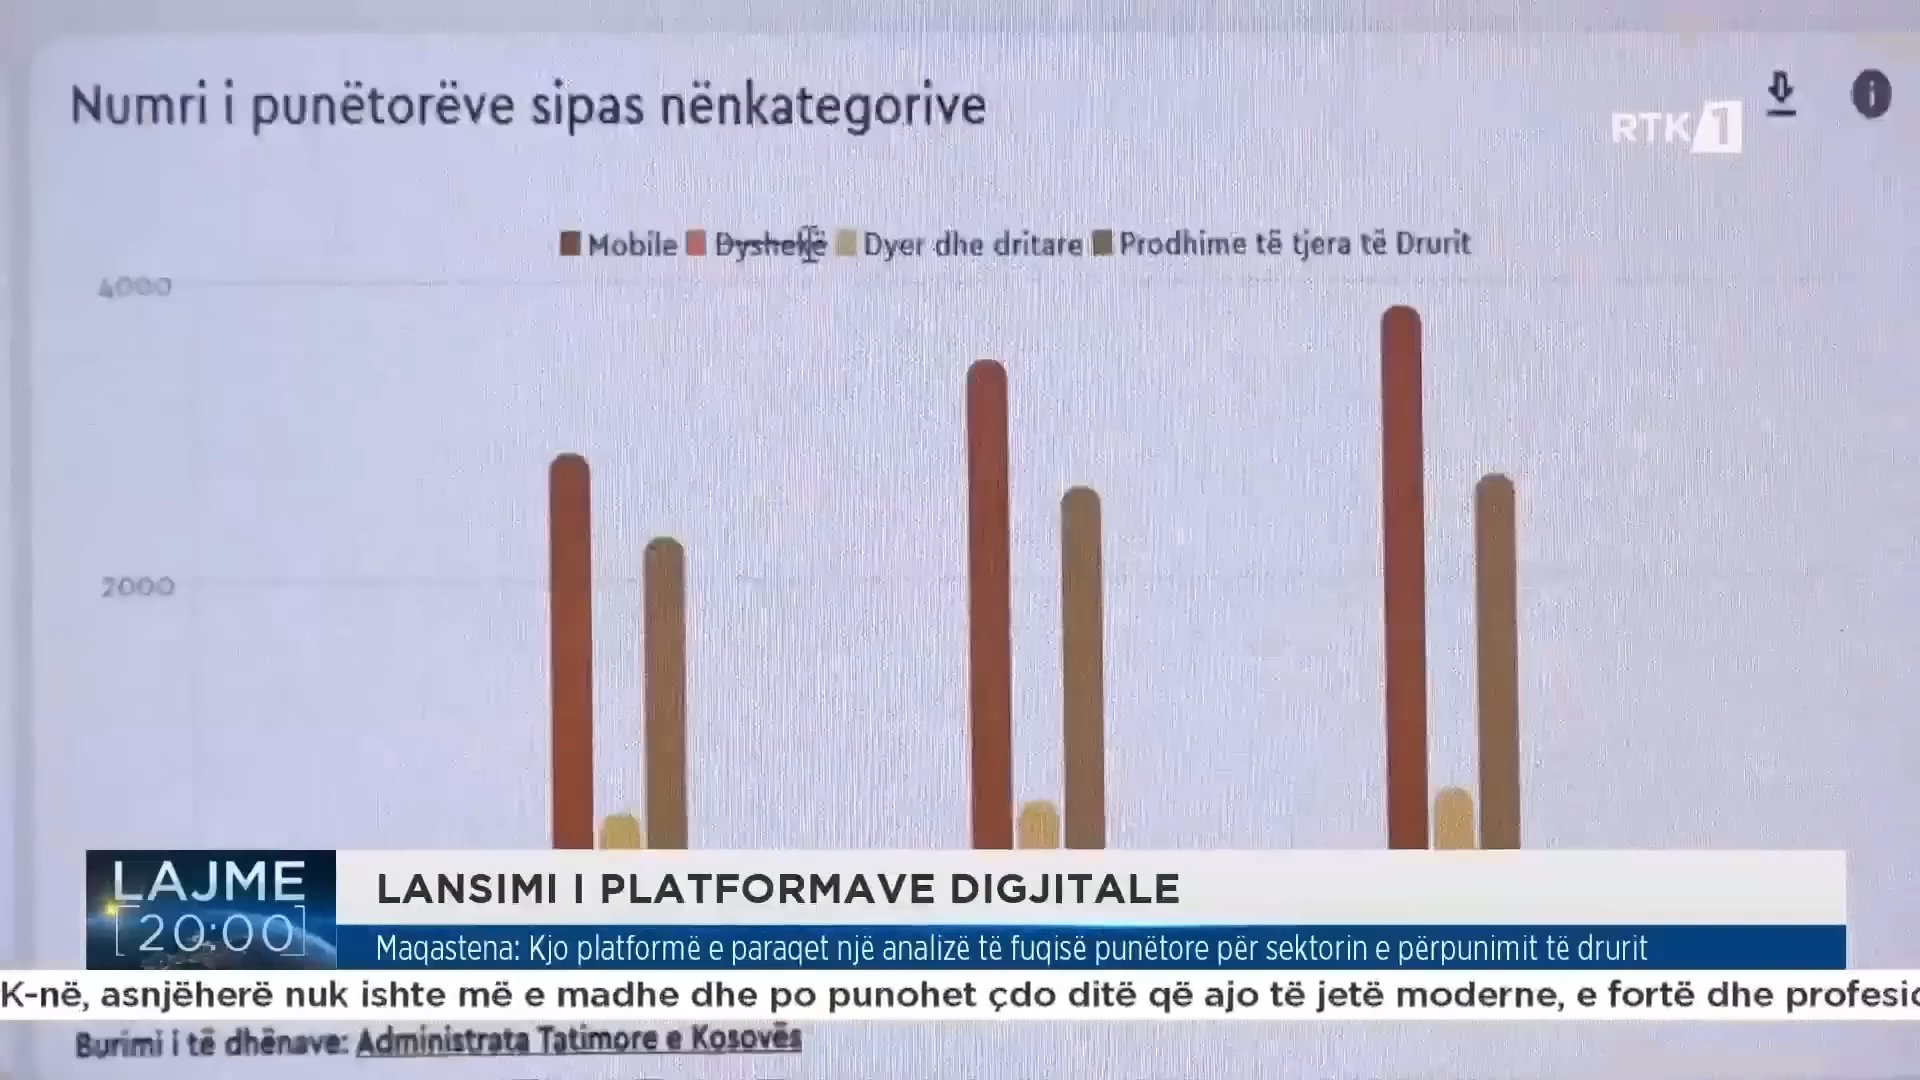 Numri i punëtorëve sipas nënkategorive
RTK 1
Mobile Dyshekë Dyer dhe dritare Prodhime të tjera të Drurit
4000
2000
LAJME
[20:00]
LANSIMI I PLATFORMAVE DIGJITALE
Maqastena: Kjo platformë e paraqet një analizë të fuqisë punëtore për sektorin e përpunimit të drurit
K-në, asnjëherë nuk ishte më e madhe dhe po punohet çdo ditë që ajo të jetë moderne, e fortë dhe profesio
Burimi i të dhënave: Administrata Tatimore e Kosovës